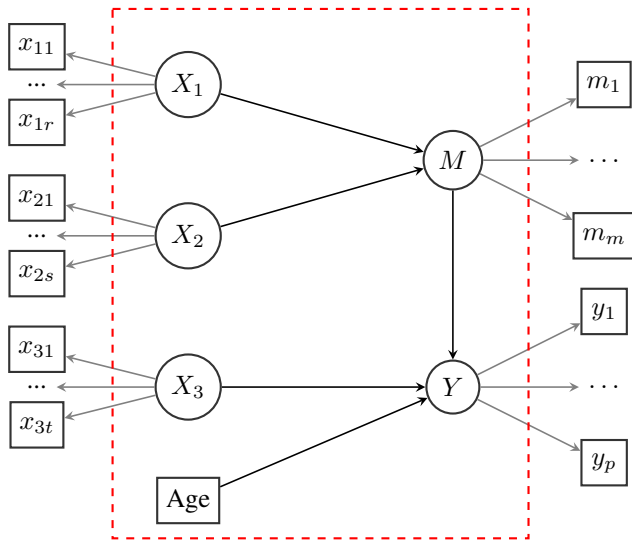 x₁₁
X₁
...
x₁ᵣ
m₁
M
...
mₘ
x₂₁
X₂
...
x₂ₛ
y₁
x₃₁
X₃
...
x₃ₜ
Y
...
yₚ
Age